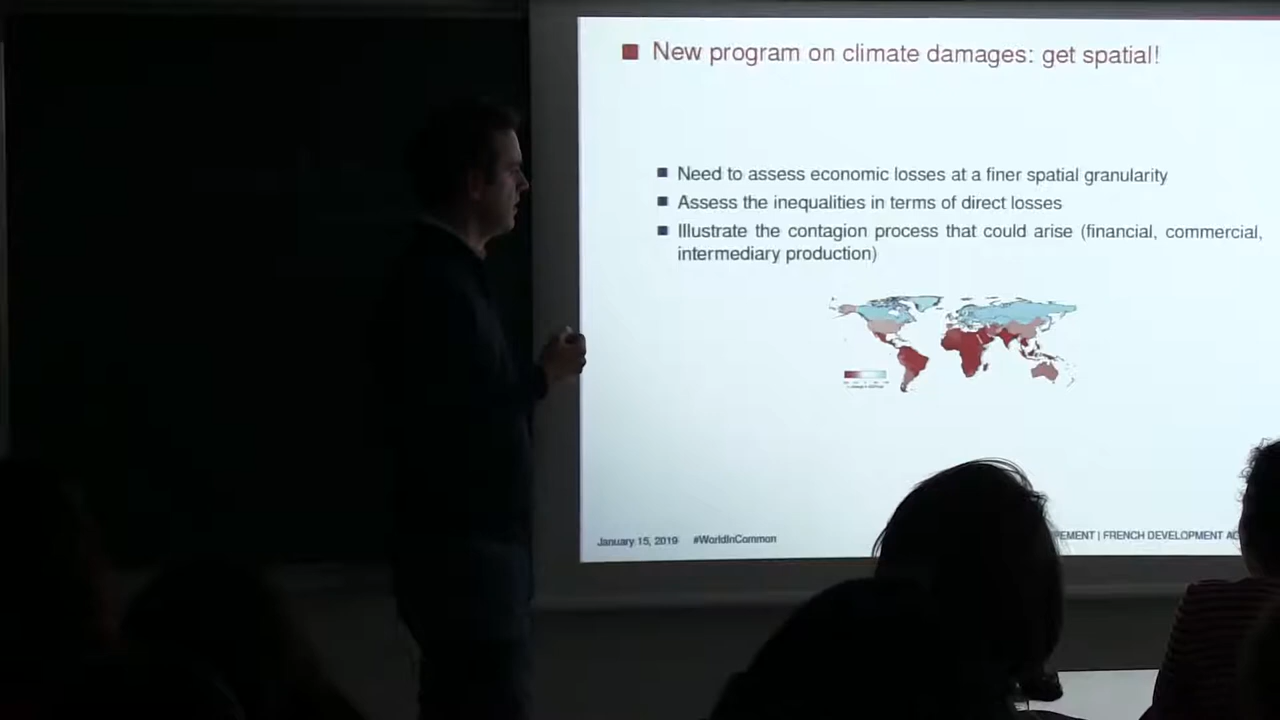 New program on climate damages: get spatial!
Need to assess economic losses at a finer spatial granularity
Assess the inequalities in terms of direct losses
Illustrate the contagion process that could arise (financial, commercial,
intermediary production)
January 15, 2019 #WorldInCommon
PEMENT | FRENCH DEVELOPMENT AG